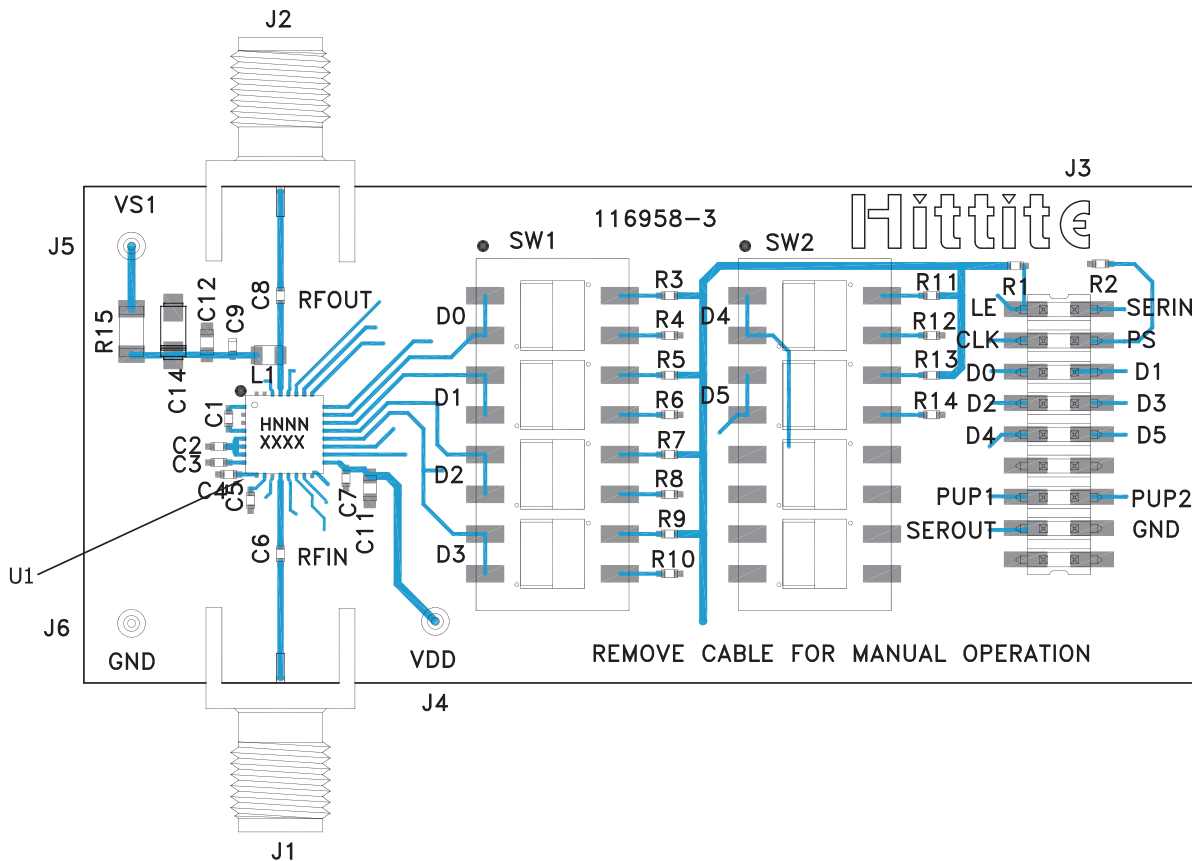 J2
J3
VS1
116958-3
Hittite
J5
SW1
SW2
R15
C14
C12
C9
C8
RFOUT
L1
D0
R3
D4
R11
R1
R2
LE
SERIN
R4
R12
CLK
PS
R5
R13
D0
D1
C1
HNNN
XXXX
D1
R6
D5
R14
D2
D3
C2
R7
D4
D5
C3
C4
D2
C5
C7
C11
R8
PUP1
PUP2
C6
RFIN
R9
SEROUT
GND
D3
R10
U1
J6
GND
VDD
REMOVE CABLE FOR MANUAL OPERATION
J4
J1